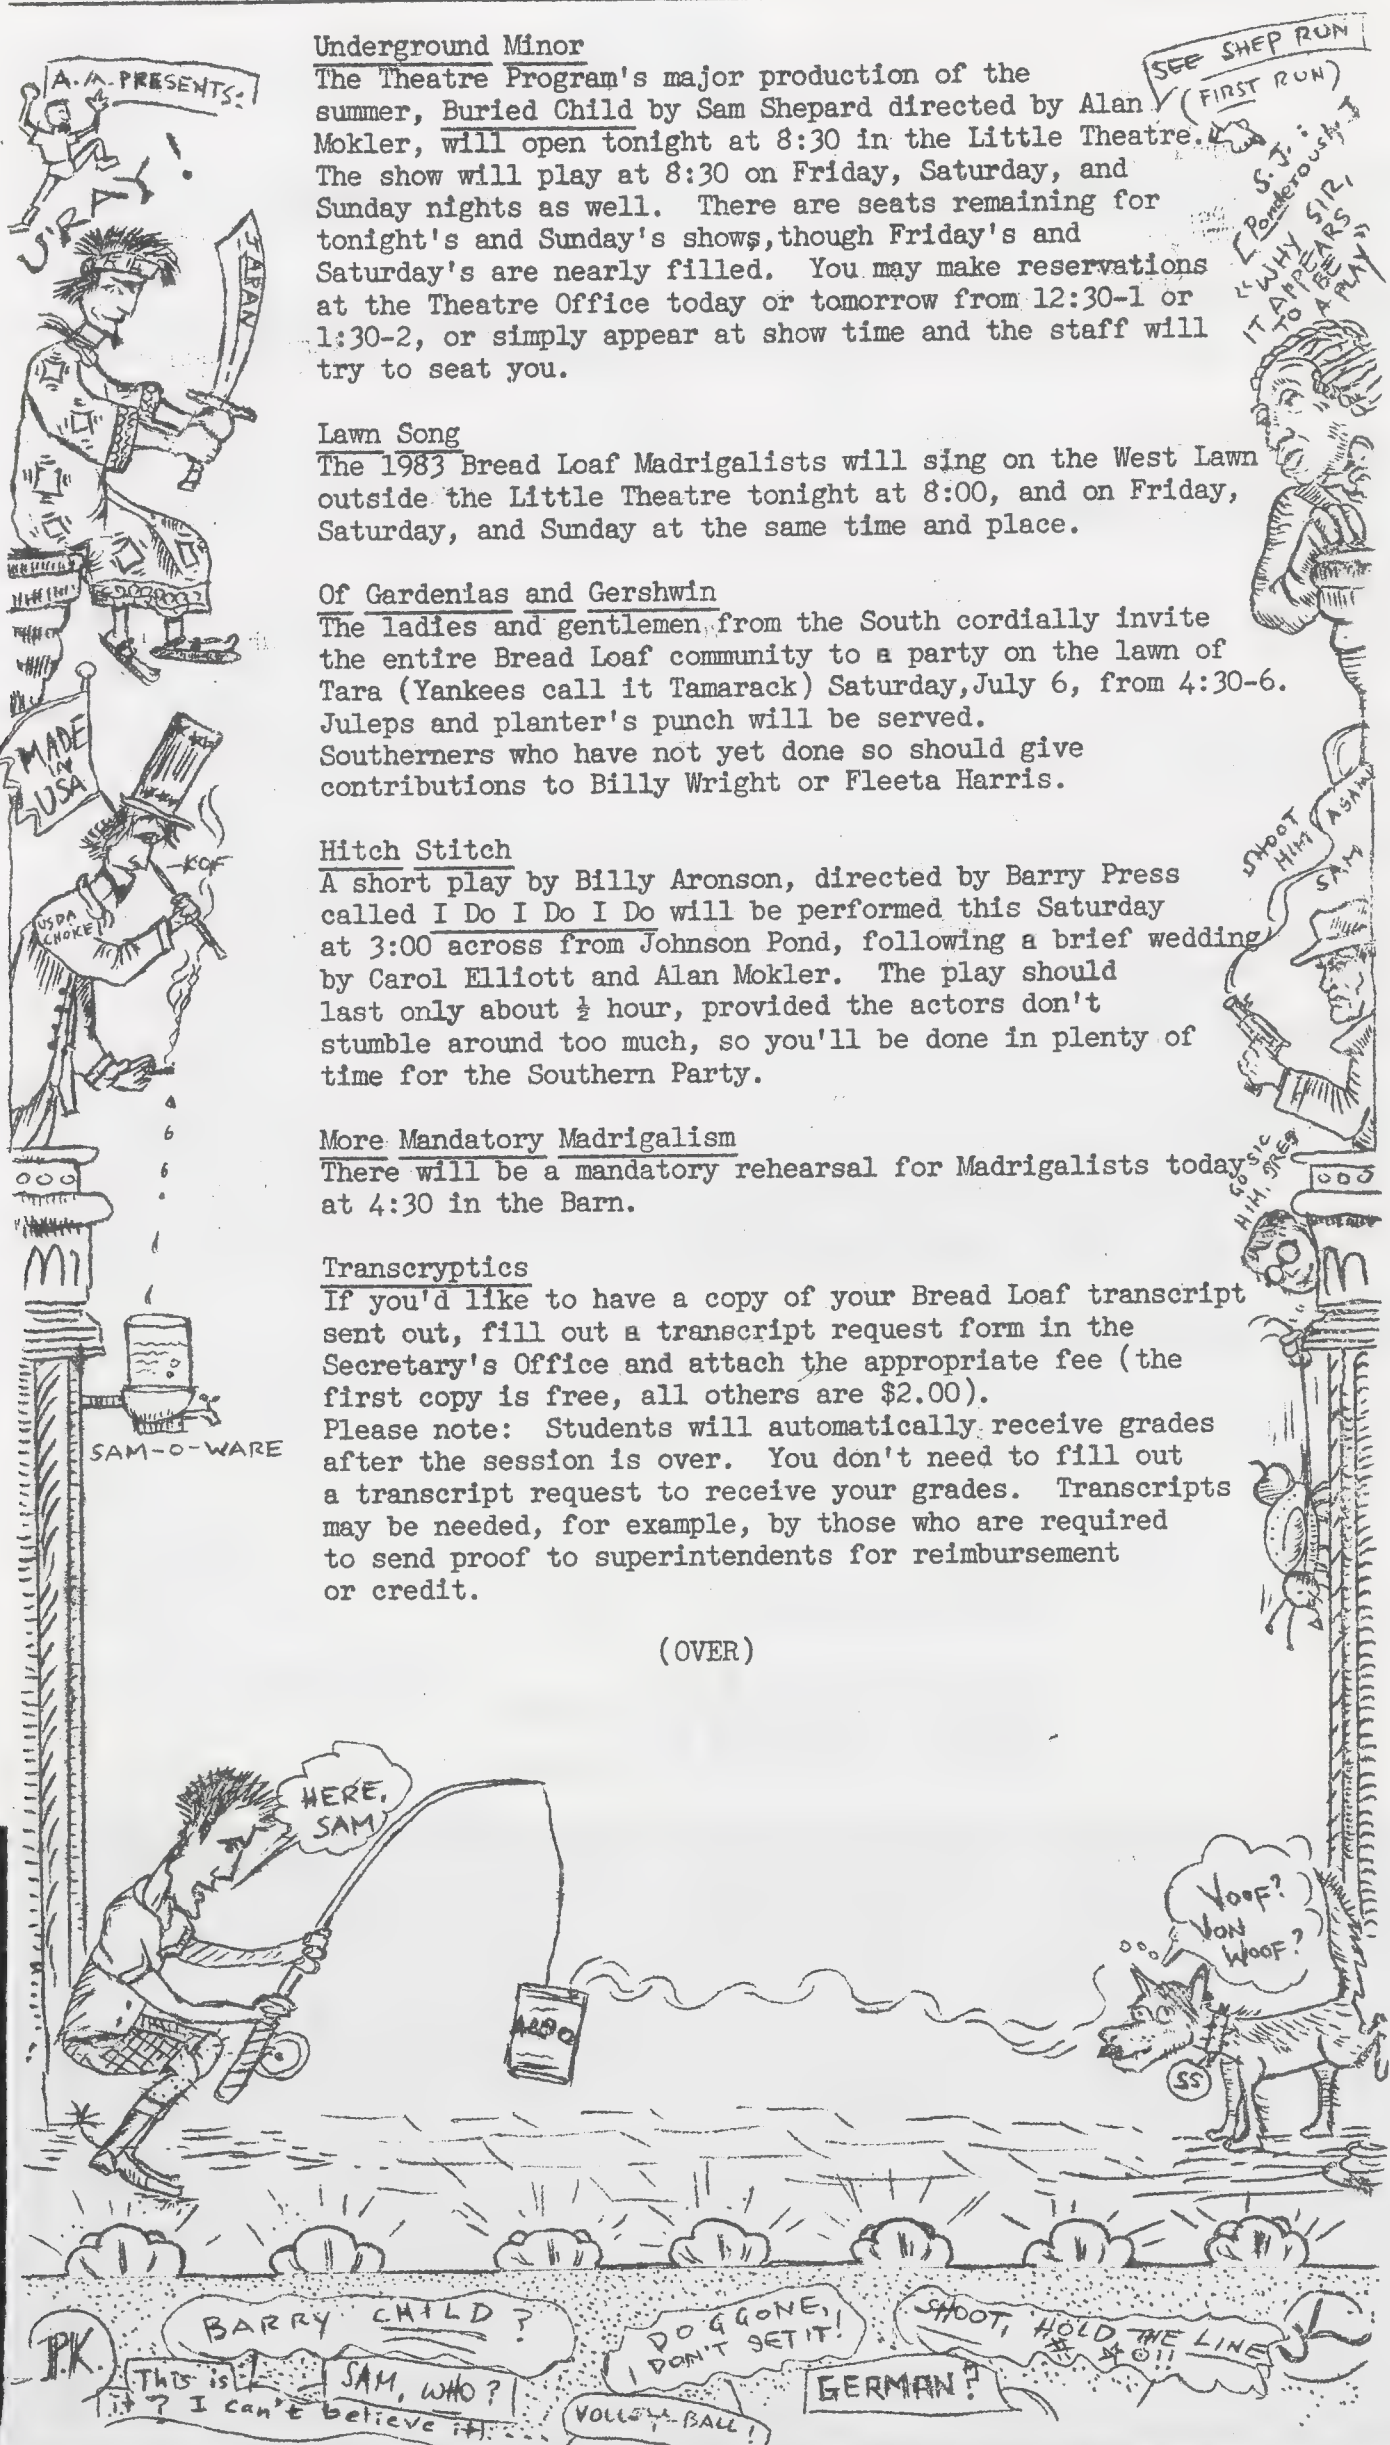 Underground Minor
The Theatre Program's major production of the
summer, Buried Child by Sam Shepard directed by Alan
Mokler, will open tonight at 8:30 in the Little Theatre.
The show will play at 8:30 on Friday, Saturday, and
Sunday nights as well.  There are seats remaining for
tonight's and Sunday's shows,though Friday's and
Saturday's are nearly filled.  You may make reservations
at the Theatre Office today or tomorrow from 12:30-1 or
1:30-2, or simply appear at show time and the staff will
try to seat you.
Lawn Song
The 1983 Bread Loaf Madrigalists will sing on the West Lawn
outside the Little Theatre tonight at 8:00, and on Friday,
Saturday, and Sunday at the same time and place.
Of Gardenias and Gershwin
The ladies and gentlemen from the South cordially invite
the entire Bread Loaf community to a party on the lawn of
Tara (Yankees call it Tamarack) Saturday,July 6, from 4:30-6.
Juleps and planter's punch will be served.
Southerners who have not yet done so should give
contributions to Billy Wright or Fleeta Harris.
Hitch Stitch
A short play by Billy Aronson, directed by Barry Press
called I Do I Do I Do will be performed this Saturday
at 3:00 across from Johnson Pond, following a brief wedding
by Carol Elliott and Alan Mokler.  The play should
last only about ½ hour, provided the actors don't
stumble around too much, so you'll be done in plenty of
time for the Southern Party.
More Mandatory Madrigalism
There will be a mandatory rehearsal for Madrigalists today
at 4:30 in the Barn.
Transcryptics
If you'd like to have a copy of your Bread Loaf transcript
sent out, fill out a transcript request form in the
Secretary's Office and attach the appropriate fee (the
first copy is free, all others are $2.00).
Please note:  Students will automatically receive grades
after the session is over.  You don't need to fill out
a transcript request to receive your grades.  Transcripts
may be needed, for example, by those who are required
to send proof to superintendents for reimbursement
or credit.
(OVER)
A.M. PRESENTS:
MADE
IN
USA
KOF
USDA
CHOKE
SAM-O-WARE
SEE SHEP RUN
(FIRST RUN)
S.J.:
"WHY SIR,
IT APPEARS
TO BE
A PLAY"
SHOOT
HIM
AGAIN
SAM
GO SIC
HIM,
M
M
HERE,
SAM
ALPO
VOOF?
VON
WOOF?
SS
P.K
BARRY CHILD?
DOGGONE,
I DON'T GET IT!
SHOOT, HOLD THE LINE
This is
it? I can't believe it!....
SAM, WHO?
VOLLEY-BALL!
GERMAN?